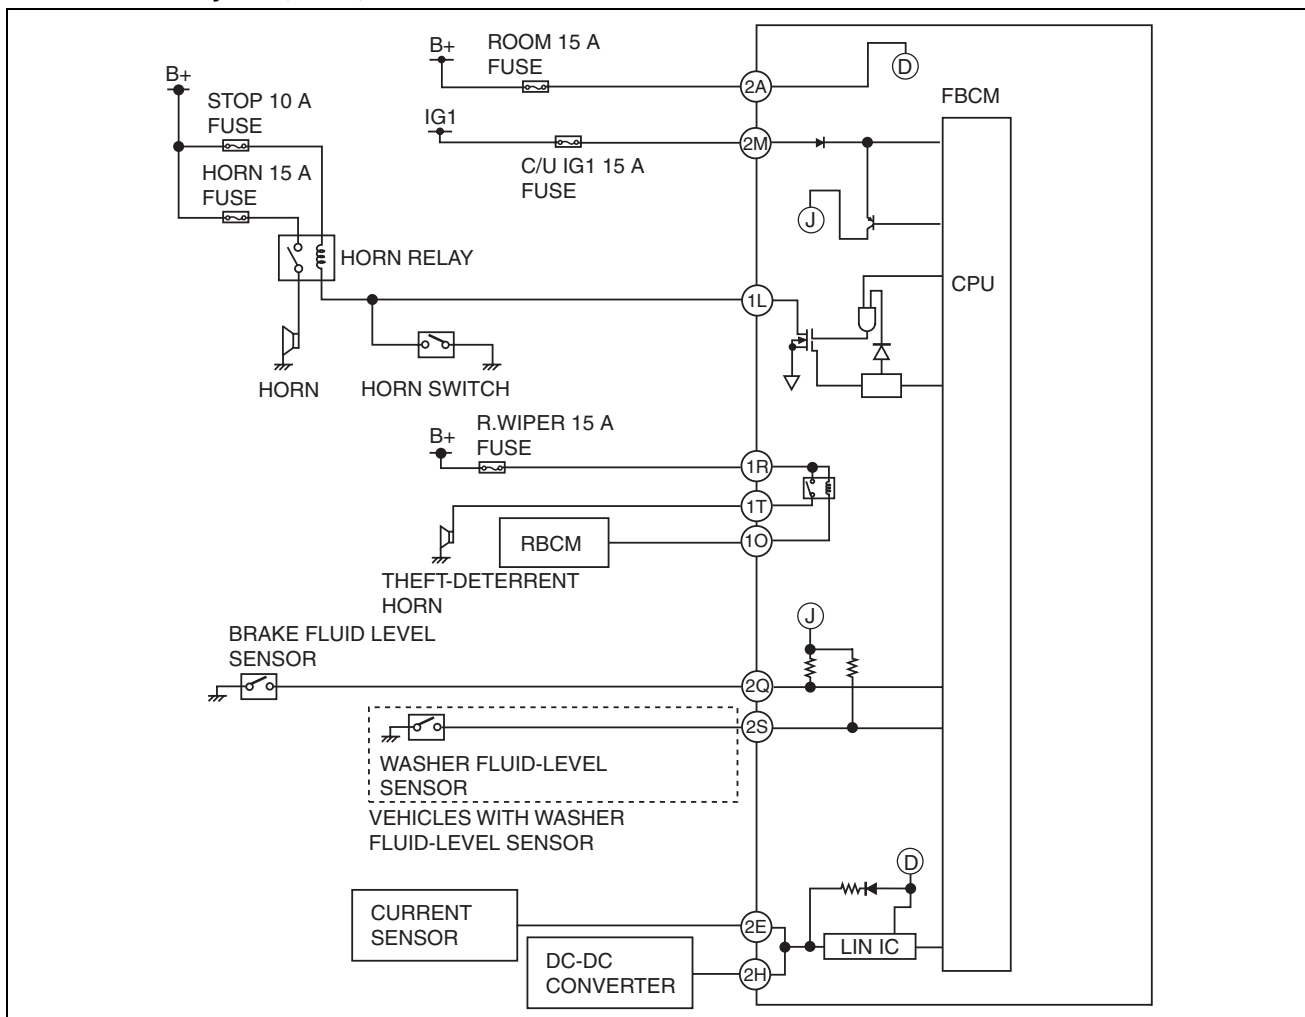 B+
ROOM 15 A
FUSE
2A
D
FBCM
B+
STOP 10 A
FUSE
IG1
C/U IG1 15 A
FUSE
2M
HORN 15 A
FUSE
J
HORN RELAY
CPU
1L
HORN
HORN SWITCH
R.WIPER 15 A
FUSE
B+
1R
1T
RBCM
1O
THEFT-DETERRENT
HORN
J
BRAKE FLUID LEVEL
SENSOR
2Q
2S
WASHER FLUID-LEVEL
SENSOR
VEHICLES WITH WASHER
FLUID-LEVEL SENSOR
D
CURRENT
SENSOR
2E
LIN IC
DC-DC
CONVERTER
2H